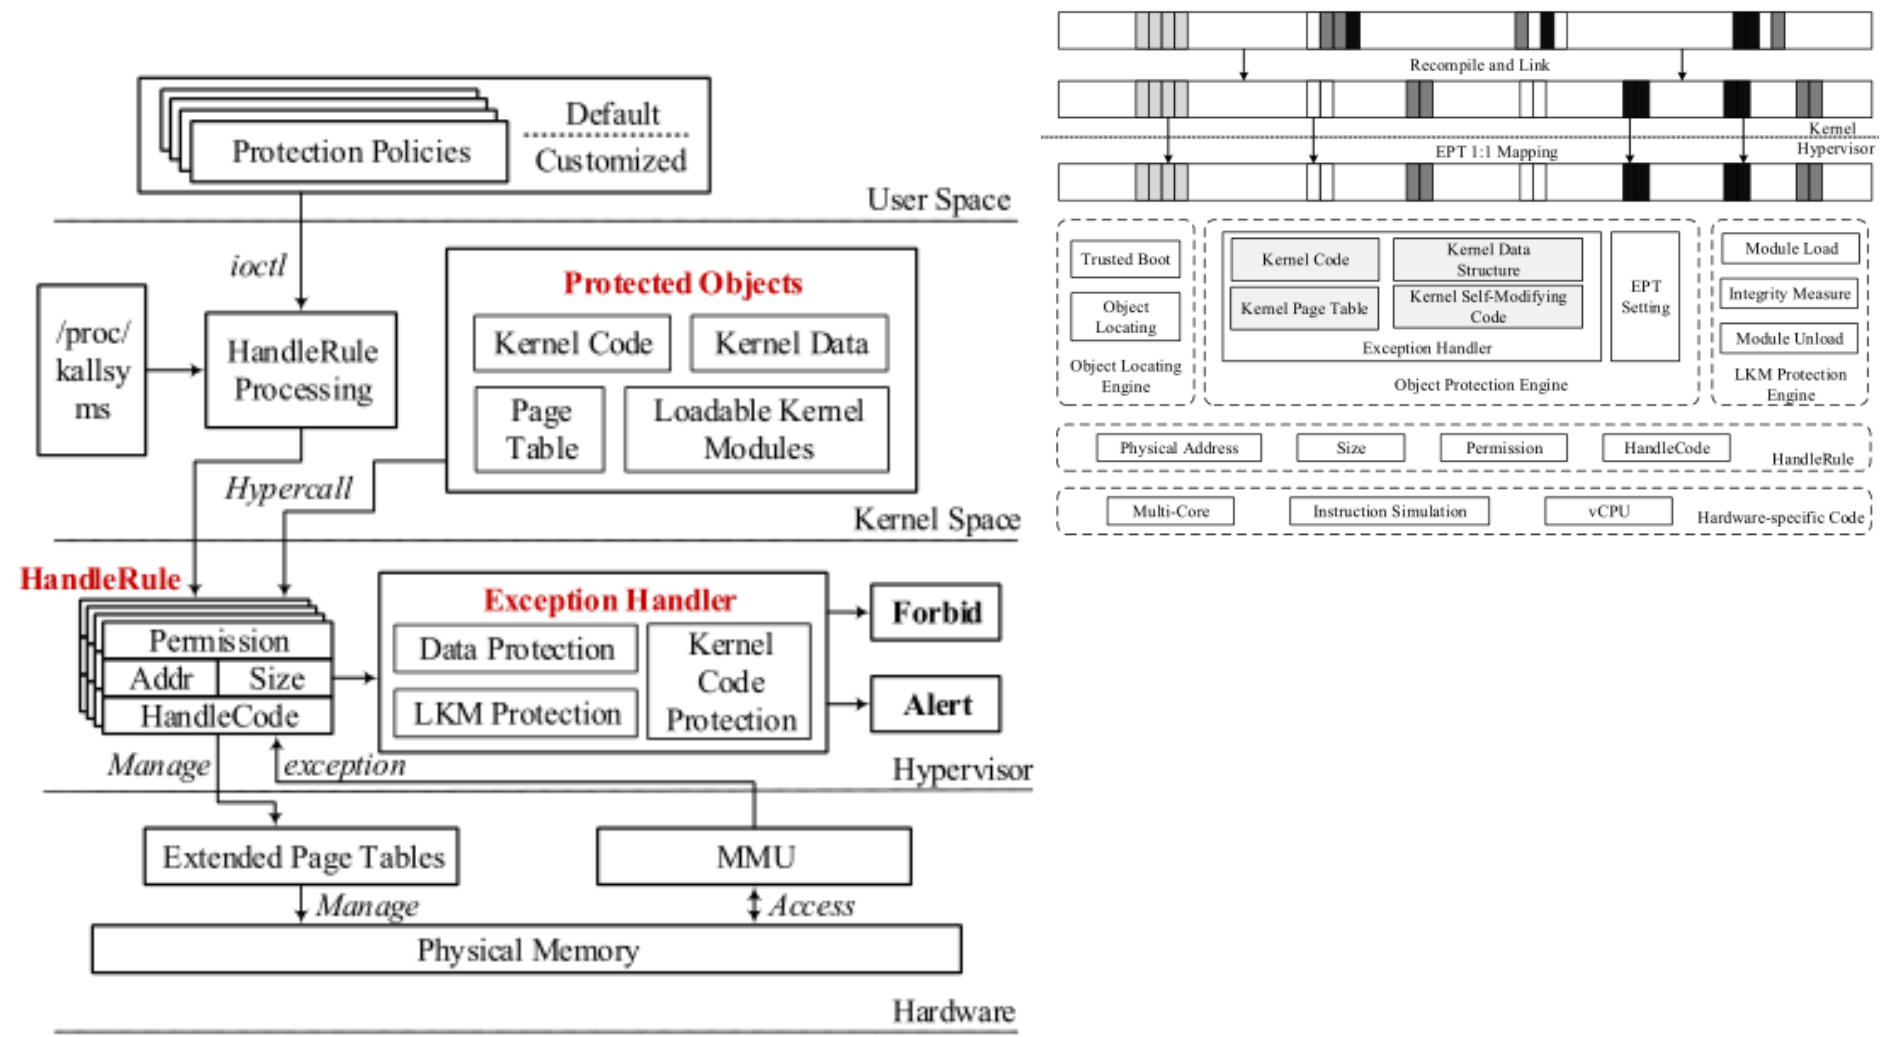 Default
Protection Policies
Customized
User Space
ioctl
Protected Objects
/proc/
kallsy
ms
HandleRule
Processing
Kernel Code
Kernel Data
Page
Table
Loadable Kernel
Modules
Hypercall
Kernel Space
HandleRule
Permission
Addr
Size
HandleCode
Exception Handler
Data Protection
LKM Protection
Kernel
Code
Protection
Forbid
Alert
Manage
exception
Hypervisor
Extended Page Tables
MMU
Manage
Access
Physical Memory
Hardware
Recompile and Link
Kernel
Hypervisor
EPT 1:1 Mapping
Trusted Boot
Object
Locating
Object Locating
Engine
Kernel Code
Kernel Data
Structure
Kernel Page Table
Kernel Self-Modifying
Code
Exception Handler
EPT
Setting
Object Protection Engine
Module Load
Integrity Measure
Module Unload
LKM Protection
Engine
Physical Address
Size
Permission
HandleCode
HandleRule
Multi-Core
Instruction Simulation
vCPU
Hardware-specific Code